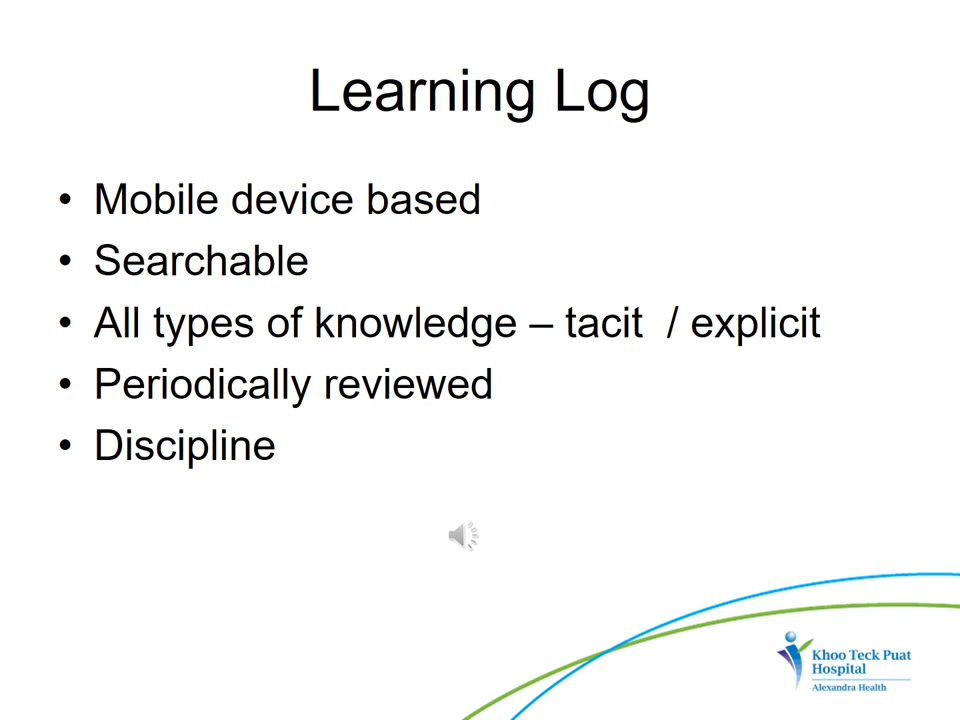 Learning Log
• Mobile device based
• Searchable
• All types of knowledge – tacit  / explicit
• Periodically reviewed
• Discipline
Khoo Teck Puat
Hospital
Alexandra Health